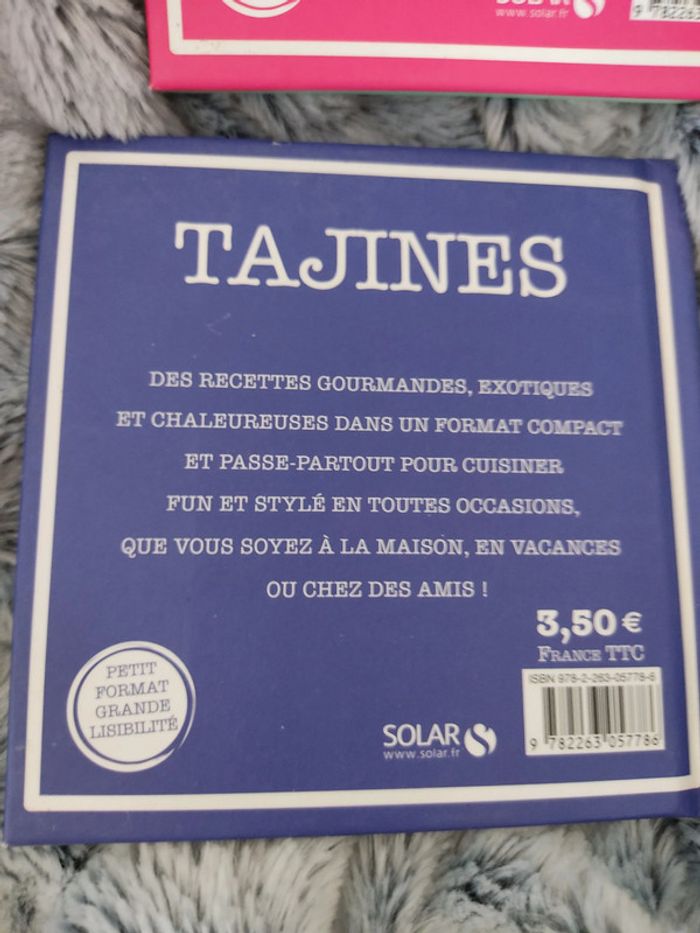 SOLAR
www.solar.fr
TAJINES
DES RECETTES GOURMANDES, EXOTIQUES
ET CHALEUREUSES DANS UN FORMAT COMPACT
ET PASSE-PARTOUT POUR CUISINER
FUN ET STYLÉ EN TOUTES OCCASIONS,
QUE VOUS SOYEZ À LA MAISON, EN VACANCES
OU CHEZ DES AMIS !
3,50 €
FRANCE TTC
ISBN 978-2-263-05778-6
9 782263 057786
PETIT
FORMAT
GRANDE
LISIBILITÉ
SOLAR
www.solar.fr